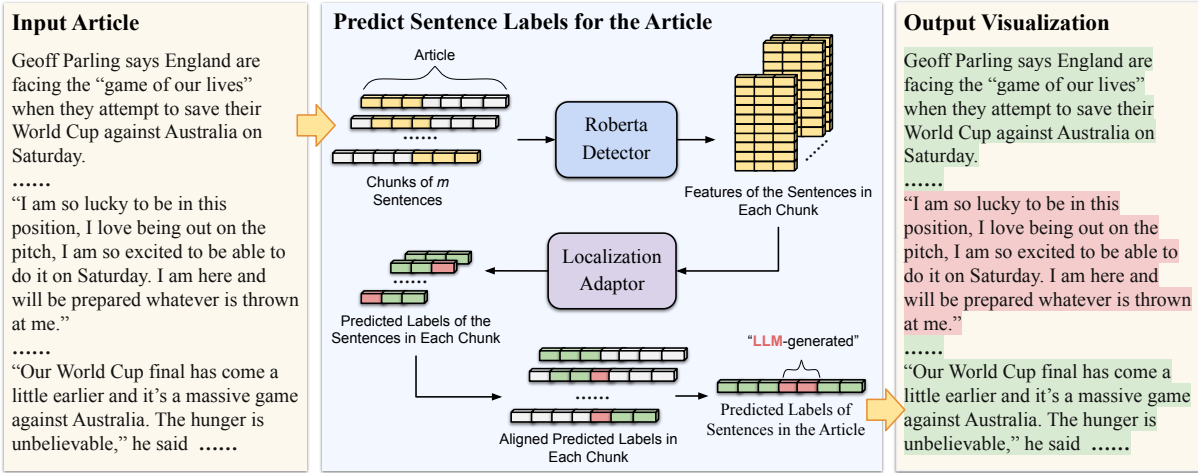 Input Article
Geoff Parling says England are
facing the “game of our lives”
when they attempt to save their
World Cup against Australia on
Saturday.
......
“I am so lucky to be in this
position, I love being out on the
pitch, I am so excited to be able to
do it on Saturday. I am here and
will be prepared whatever is thrown
at me.”
......
“Our World Cup final has come a
little earlier and it’s a massive game
against Australia. The hunger is
unbelievable,” he said ......
Predict Sentence Labels for the Article
Article
......
Chunks of m
Sentences
Roberta
Detector
......
Features of the Sentences in
Each Chunk
Localization
Adaptor
......
Predicted Labels of the
Sentences in Each Chunk
......
Aligned Predicted Labels in
Each Chunk
“LLM-generated”
Predicted Labels of
Sentences in the Article
Output Visualization
Geoff Parling says England are
facing the “game of our lives”
when they attempt to save their
World Cup against Australia on
Saturday.
......
“I am so lucky to be in this
position, I love being out on the
pitch, I am so excited to be able to
do it on Saturday. I am here and
will be prepared whatever is thrown
at me.”
......
“Our World Cup final has come a
little earlier and it’s a massive game
against Australia. The hunger is
unbelievable,” he said ......